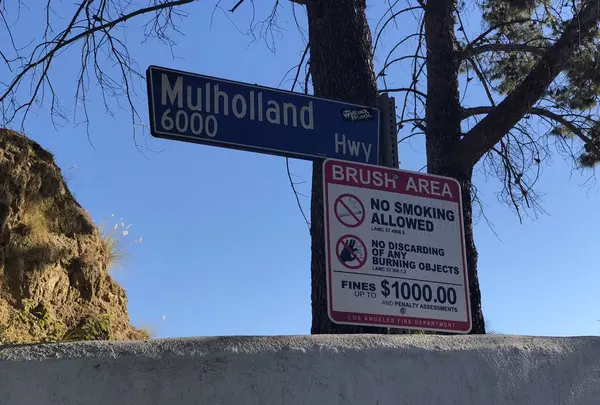 Mulholland
6000
Hwy
BRUSH AREA
NO SMOKING
ALLOWED
NO DISCARDING
OF ANY
BURNING OBJECTS
FINES UP TO $1000.00
AND PENALTY ASSESSMENTS
LOS ANGELES FIRE DEPARTMENT